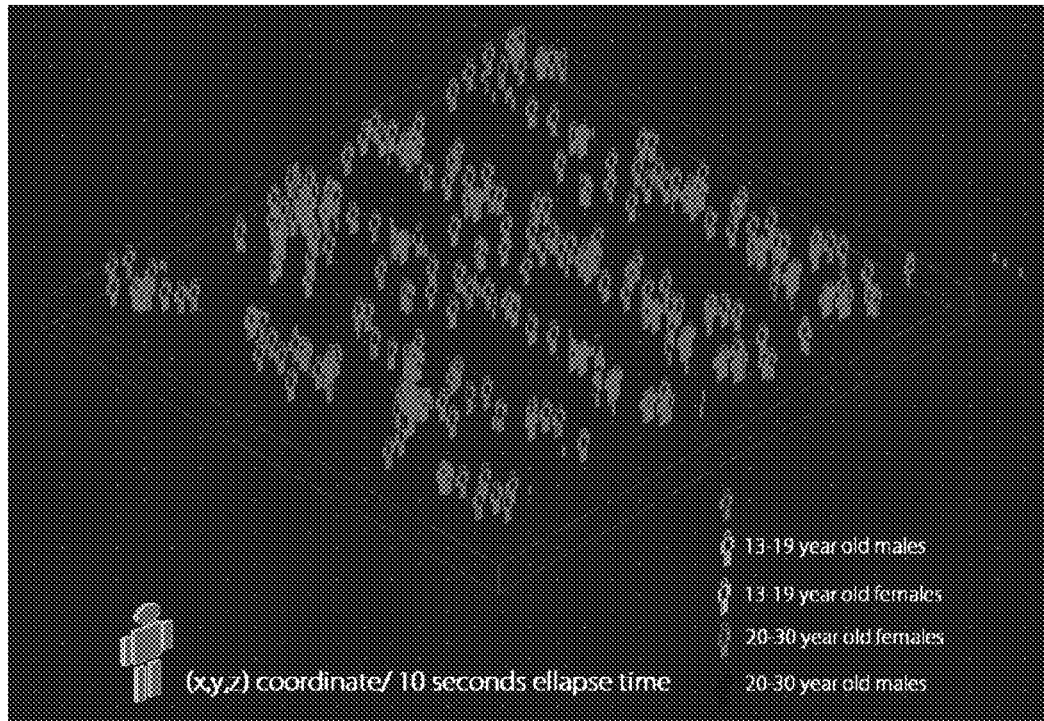 13-19 year old males
13-19 year old females
20-30 year old females
(x,y,z) coordinate/ 10 seconds ellapse time
20-30 year old males